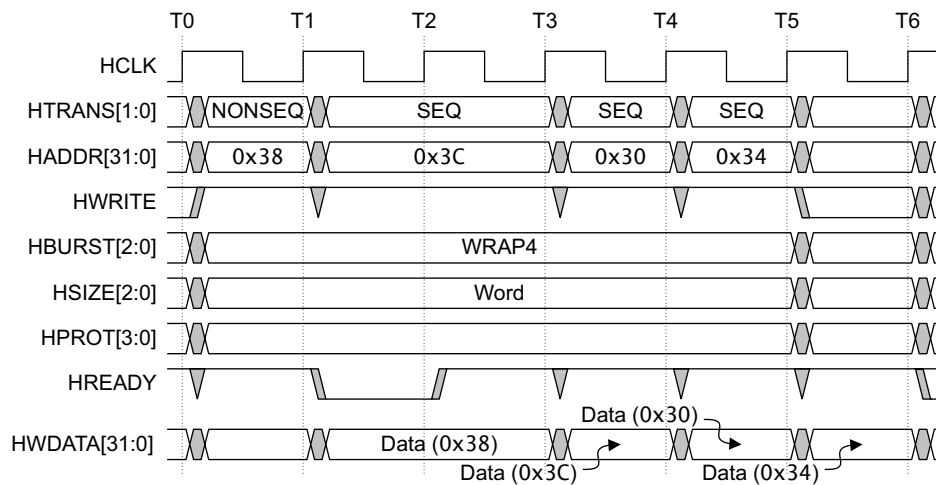 T0 T1 T2 T3 T4 T5 T6
HCLK
HTRANS[1:0] NONSEQ SEQ SEQ SEQ
HADDR[31:0] 0x38 0x3C 0x30 0x34
HWRITE
HBURST[2:0] WRAP4
HSIZE[2:0] Word
HPROT[3:0]
HREADY
Data (0x30)
HWDATA[31:0] Data (0x38)
Data (0x3C) Data (0x34)